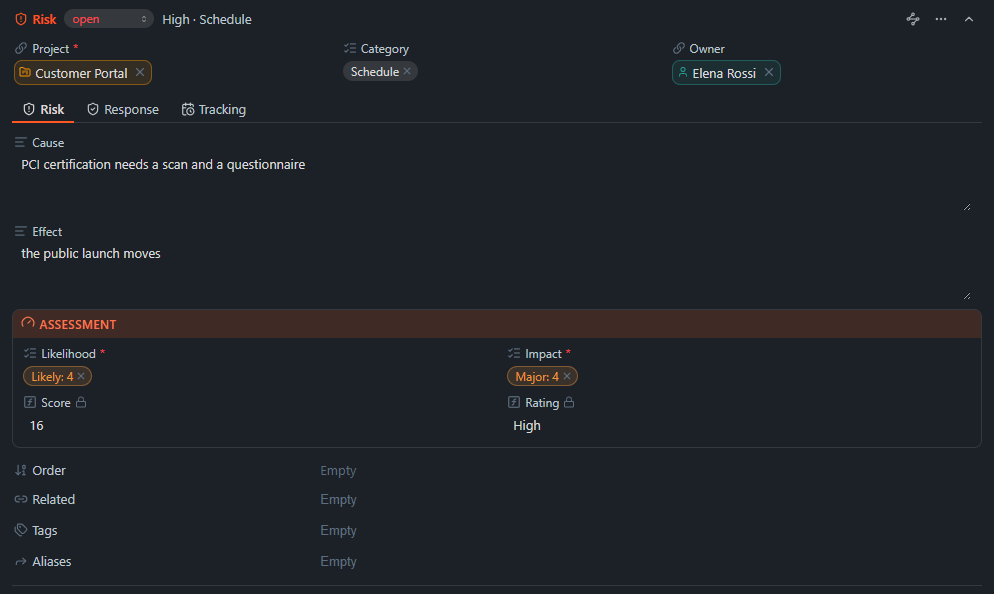 Risk open High · Schedule
Project * Category Owner
Customer Portal Schedule Elena Rossi
Risk Response Tracking
Cause
PCI certification needs a scan and a questionnaire
Effect
the public launch moves
ASSESSMENT
Likelihood * Impact *
Likely: 4 Major: 4
Score Rating
16 High
Order Empty
Related Empty
Tags Empty
Aliases Empty